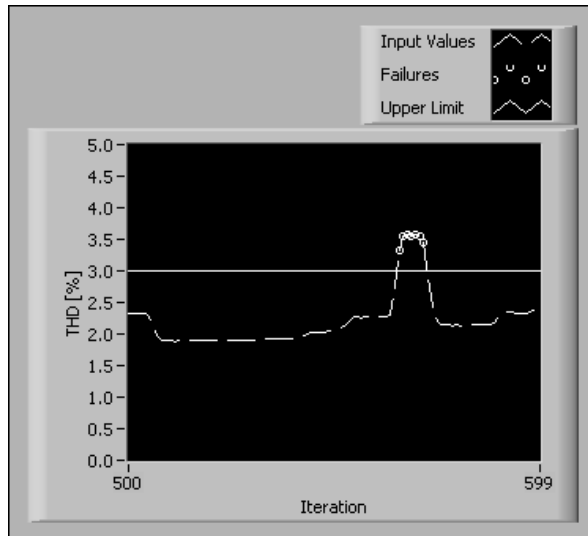 Input Values
Failures
Upper Limit
5.0
4.5
4.0
3.5
3.0
2.5
2.0
1.5
1.0
0.5
0.0
THD [%]
500
599
Iteration